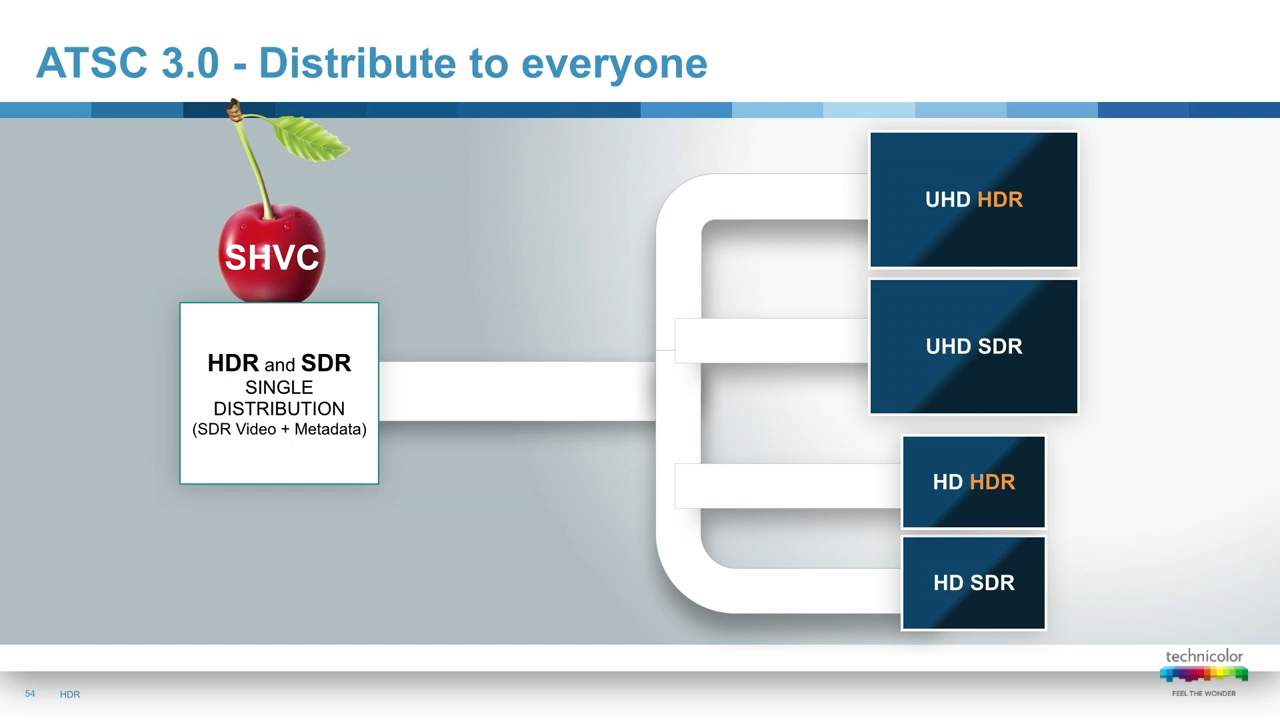 ATSC 3.0 - Distribute to everyone
SHVC
HDR and SDR
SINGLE
DISTRIBUTION
(SDR Video + Metadata)
UHD HDR
UHD SDR
HD HDR
HD SDR
technicolor
FEEL THE WONDER
54 HDR